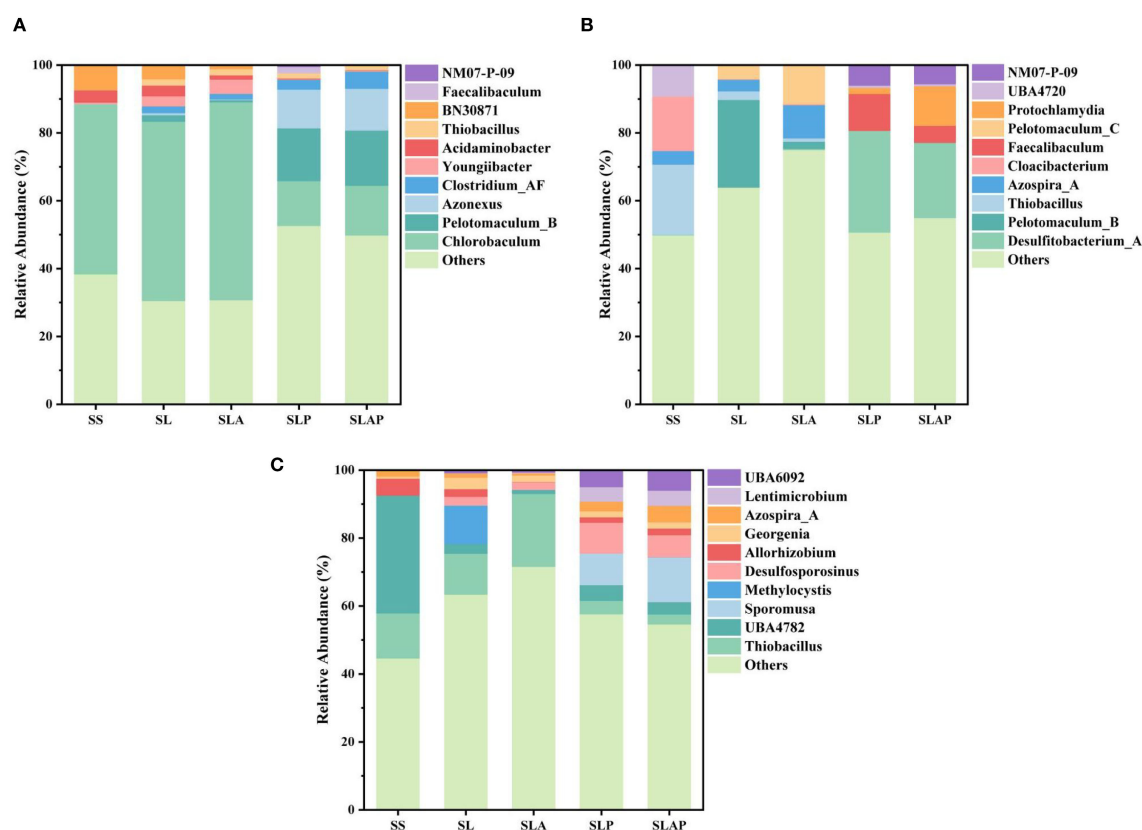 A
Relative Abundance (%)
100
80
60
40
20
0
SS SL SLA SLP SLAP
NM07-P-09
Faecalibaculum
BN30871
Thiobacillus
Acidaminobacter
Youngiibacter
Clostridium_AF
Azonexus
Pelotomaculum_B
Chlorobaculum
Others
B
Relative Abundance (%)
100
80
60
40
20
0
SS SL SLA SLP SLAP
NM07-P-09
UBA4720
Protochlamydia
Pelotomaculum_C
Faecalibaculum
Cloacibacterium
Azospira_A
Thiobacillus
Pelotomaculum_B
Desulfitobacterium_A
Others
C
Relative Abundance (%)
100
80
60
40
20
0
SS SL SLA SLP SLAP
UBA6092
Lentimicrobium
Azospira_A
Georgenia
Allorhizobium
Desulfosporosinus
Methylocystis
Sporomusa
UBA4782
Thiobacillus
Others